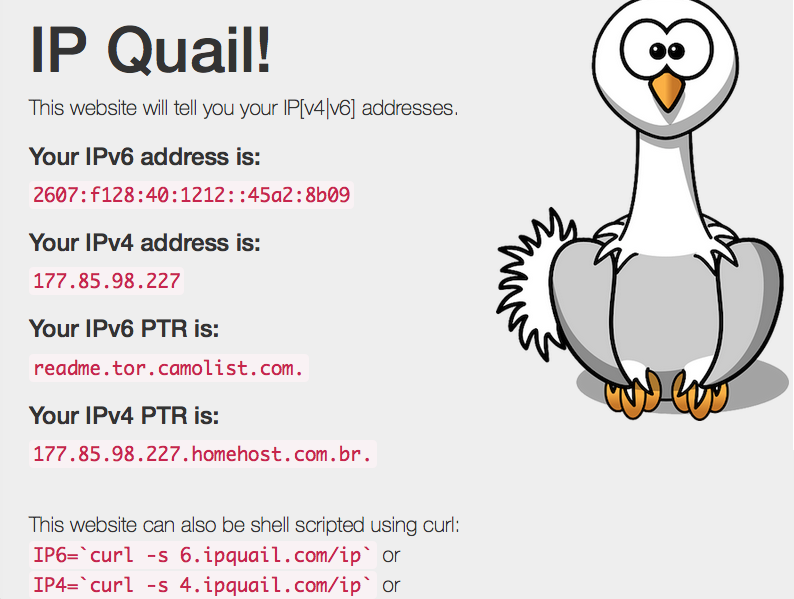 IP Quail!
This website will tell you your IP[v4|v6] addresses.
Your IPv6 address is:
2607:f128:40:1212::45a2:8b09
Your IPv4 address is:
177.85.98.227
Your IPv6 PTR is:
readme.tor.camolist.com.
Your IPv4 PTR is:
177.85.98.227.homehost.com.br.
This website can also be shell scripted using curl:
IP6=`curl -s 6.ipquail.com/ip` or
IP4=`curl -s 4.ipquail.com/ip` or